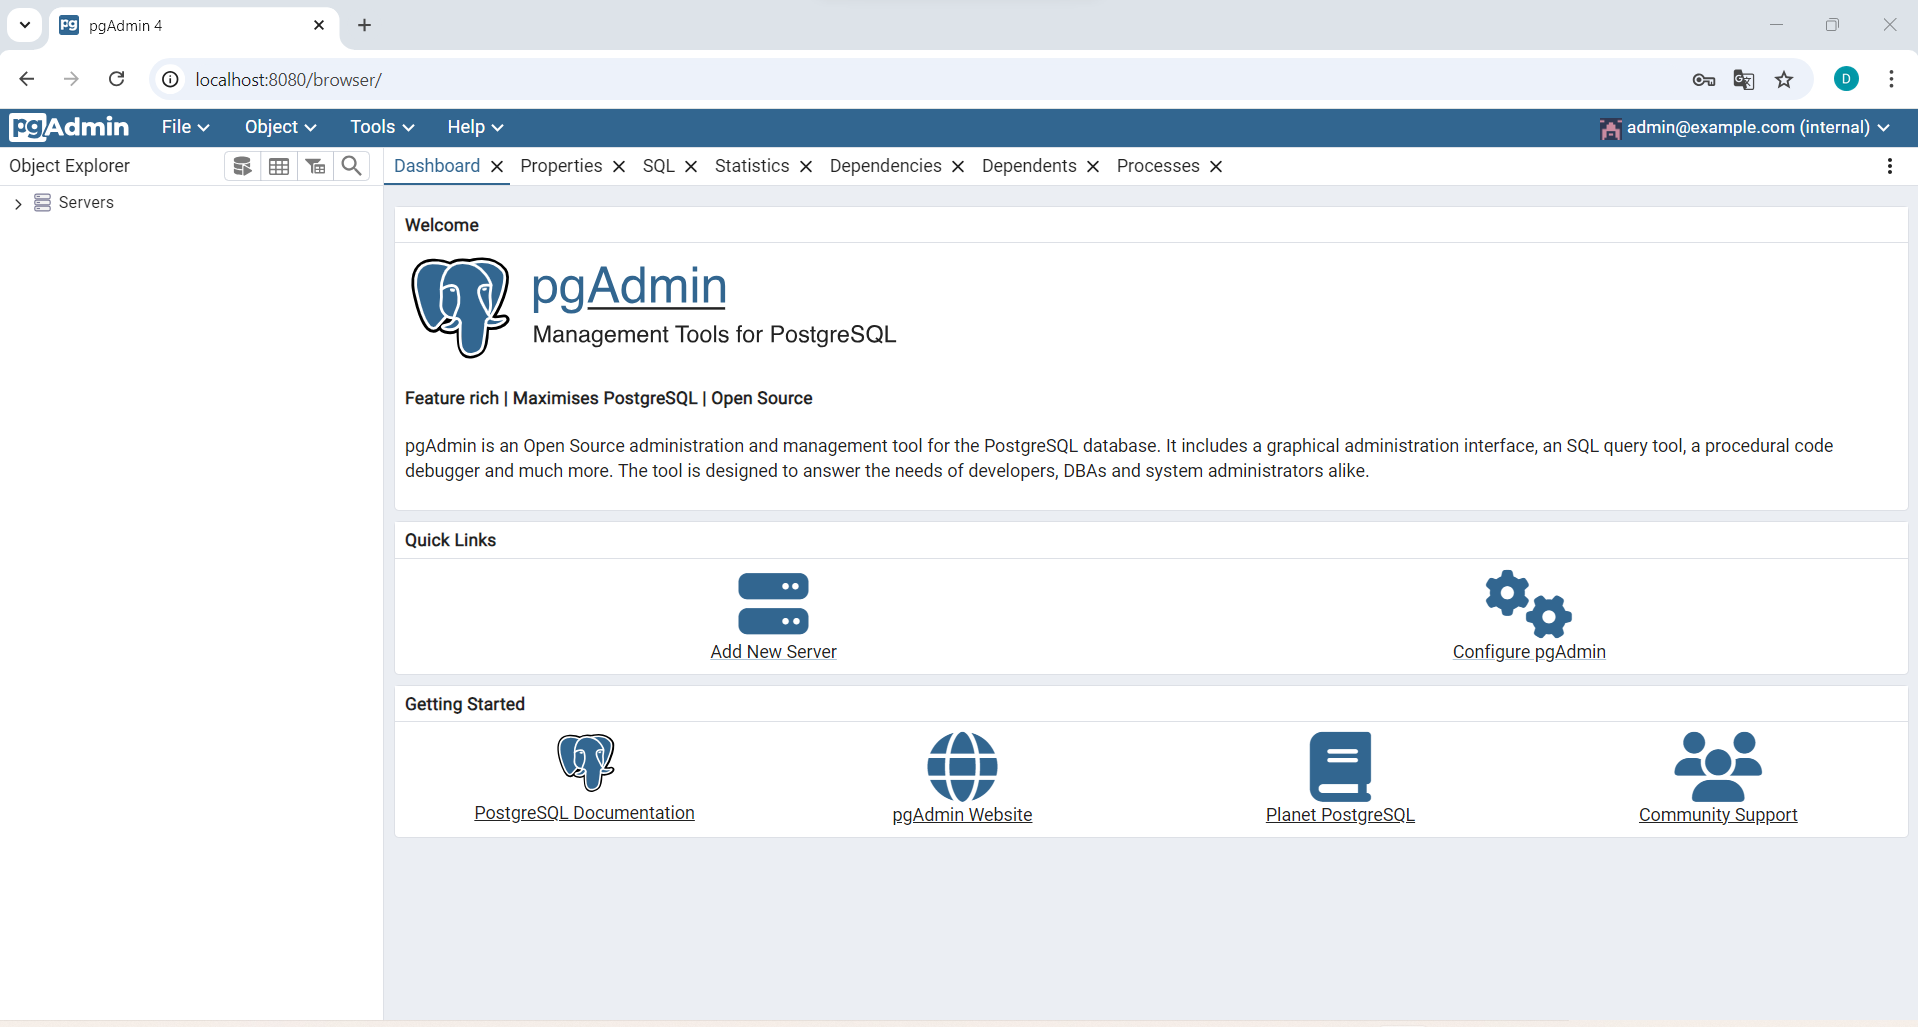 pgAdmin 4
localhost:8080/browser/
pgAdmin File Object Tools Help admin@example.com (internal)
Object Explorer
Dashboard Properties SQL Statistics Dependencies Dependents Processes
Servers
Welcome
pgAdmin
Management Tools for PostgreSQL
Feature rich | Maximises PostgreSQL | Open Source
pgAdmin is an Open Source administration and management tool for the PostgreSQL database. It includes a graphical administration interface, an SQL query tool, a procedural code
debugger and much more. The tool is designed to answer the needs of developers, DBAs and system administrators alike.
Quick Links
Add New Server Configure pgAdmin
Getting Started
PostgreSQL Documentation pgAdmin Website Planet PostgreSQL Community Support